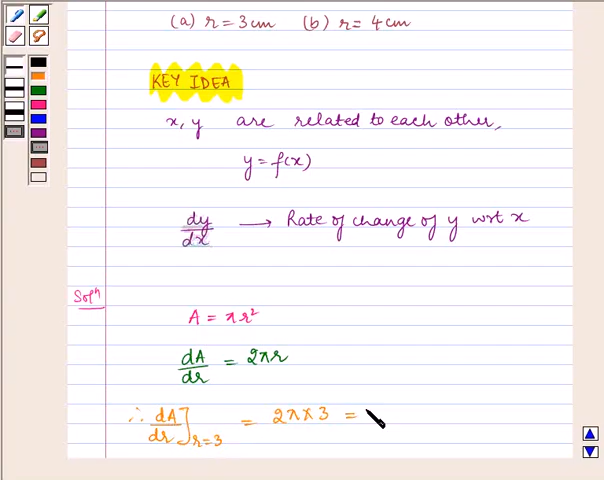 (a) r = 3 cm (b) r = 4 cm
KEY IDEA
x, y are related to each other,
y = f(x)
dy/dx → Rate of change of y wrt x
Solⁿ
A = πr²
dA/dr = 2πr
∴ dA/dr]r=3 = 2π×3 =